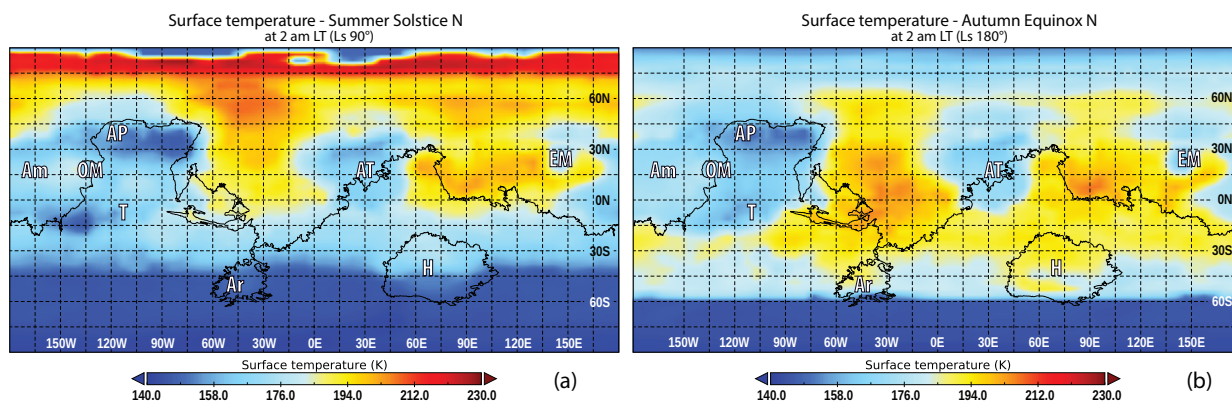 Surface temperature - Summer Solstice N
at 2 am LT (Ls 90°)
60N
AP
30N
Am OM AT EM
T 0N
30S
H
Ar
60S
150W 120W 90W 60W 30W 0E 30E 60E 90E 120E 150E
Surface temperature (K)
140.0 158.0 176.0 194.0 212.0 230.0
(a)
Surface temperature - Autumn Equinox N
at 2 am LT (Ls 180°)
60N
AP
30N
Am OM AT EM
T 0N
30S
H
Ar
60S
150W 120W 90W 60W 30W 0E 30E 60E 90E 120E 150E
Surface temperature (K)
140.0 158.0 176.0 194.0 212.0 230.0
(b)